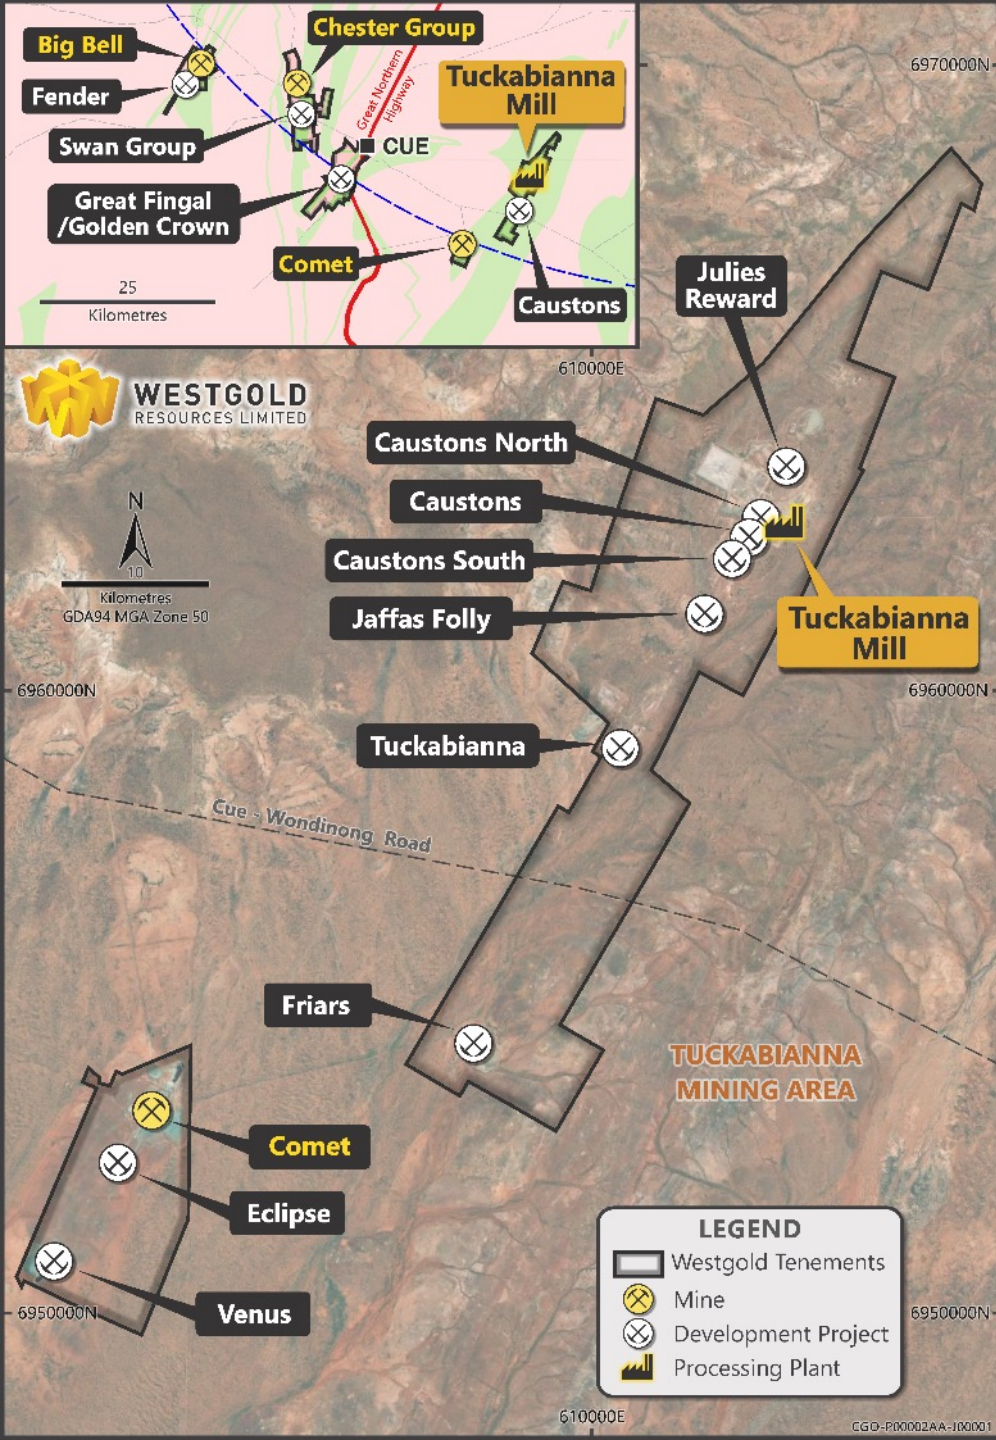 Big Bell
Fender
Swan Group
Great Fingal
/Golden Crown
Chester Group
Great Northern
Highway
CUE
Tuckabianna
Mill
Comet
Caustons
25
Kilometres
6970000N
610000E
WESTGOLD
RESOURCES LIMITED
N
10
Kilometres
GDA94 MGA Zone 50
Julies
Reward
Caustons North
Caustons
Caustons South
Jaffas Folly
Tuckabianna
Mill
6960000N
6960000N
Tuckabianna
Cue - Wondinong Road
Friars
TUCKABIANNA
MINING AREA
Comet
Eclipse
Venus
6950000N
6950000N
LEGEND
Westgold Tenements
Mine
Development Project
Processing Plant
610000E
CGO-P00002AA-J00001